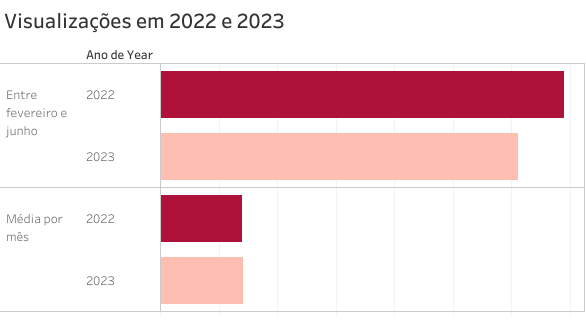 Visualizações em 2022 e 2023
Ano de Year
Entre
fevereiro e
junho
2022
2023
Média por
mês
2022
2023